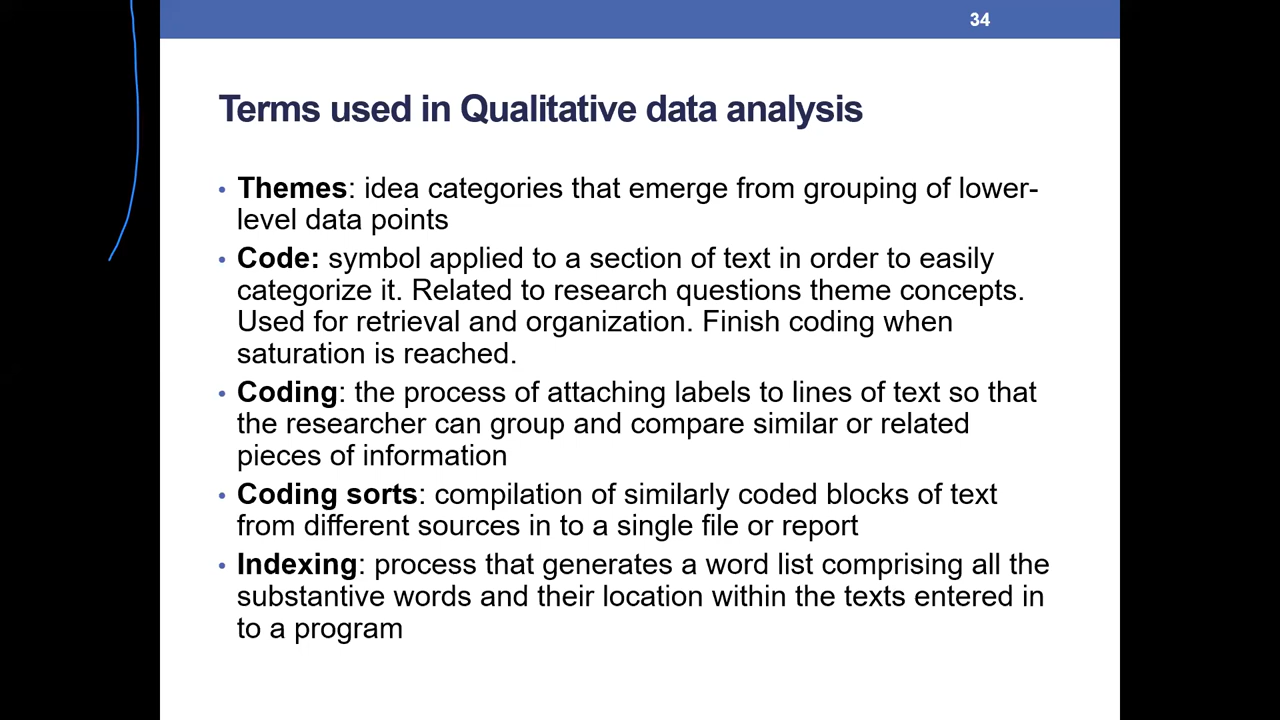 34
Terms used in Qualitative data analysis
• Themes: idea categories that emerge from grouping of lower-
level data points
• Code: symbol applied to a section of text in order to easily
categorize it. Related to research questions theme concepts.
Used for retrieval and organization. Finish coding when
saturation is reached.
• Coding: the process of attaching labels to lines of text so that
the researcher can group and compare similar or related
pieces of information
• Coding sorts: compilation of similarly coded blocks of text
from different sources in to a single file or report
• Indexing: process that generates a word list comprising all the
substantive words and their location within the texts entered in
to a program